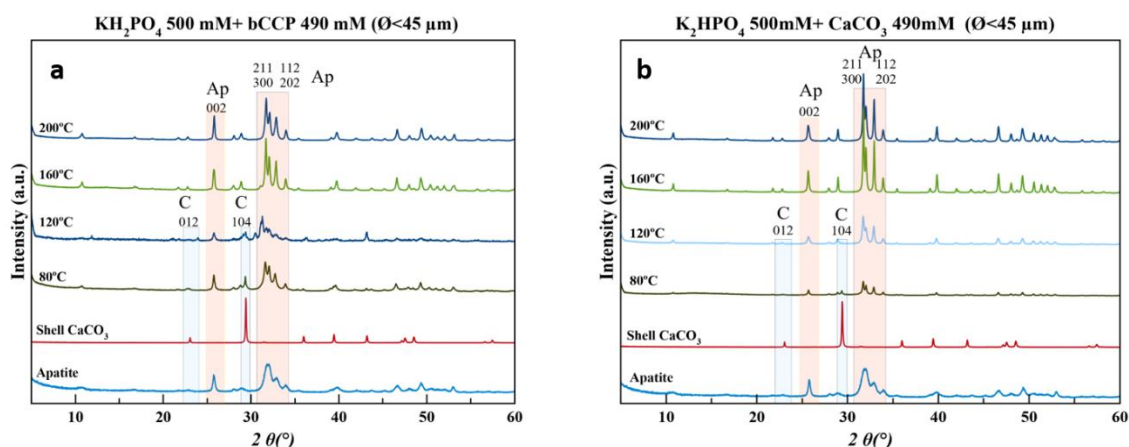 KH₂PO₄ 500 mM+ bCCP 490 mM (Ø<45 µm)
a
Ap
002
211 112
300 202
Ap
200ºC
160ºC
120ºC
C
012
C
104
80ºC
Shell CaCO₃
Apatite
Intensity (a.u.)
10 20 30 40 50 60
2 θ(°)
K₂HPO₄ 500mM+ CaCO₃ 490mM (Ø<45 µm)
b
Ap
211 112
300 202
Ap
002
200ºC
160ºC
120ºC
C
012
C
104
80ºC
Shell CaCO₃
Apatite
Intensity (a.u.)
10 20 30 40 50 60
2 θ(°)